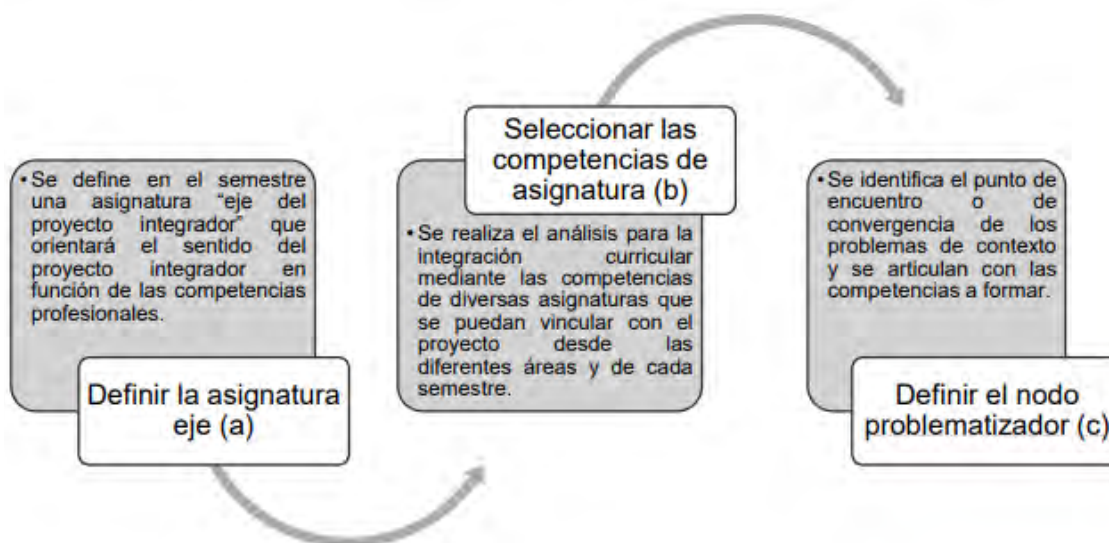 • Se define en el semestre
una asignatura “eje del
proyecto integrador” que
orientará el sentido del
proyecto integrador en
función de las competencias
profesionales.
Definir la asignatura
eje (a)
Seleccionar las
competencias de
asignatura (b)
• Se realiza el análisis para la
integración curricular
mediante las competencias
de diversas asignaturas que
se puedan vincular con el
proyecto desde las
diferentes áreas y de cada
semestre.
• Se identifica el punto de
encuentro o de
convergencia de los
problemas de contexto
y se articulan con las
competencias a formar.
Definir el nodo
problematizador (c)